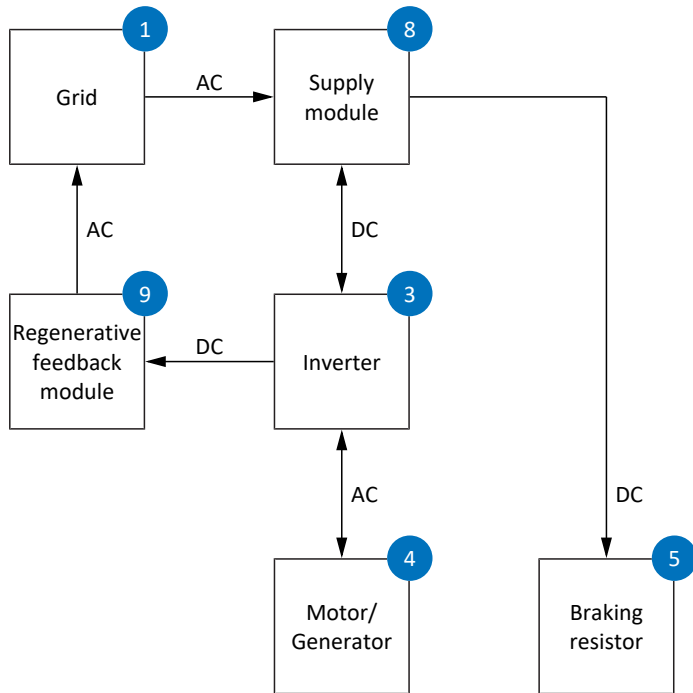 1
8
Grid
AC
Supply
module
AC
DC
9
3
Regenerative
feedback
module
DC
Inverter
AC
DC
4
5
Motor/
Generator
Braking
resistor